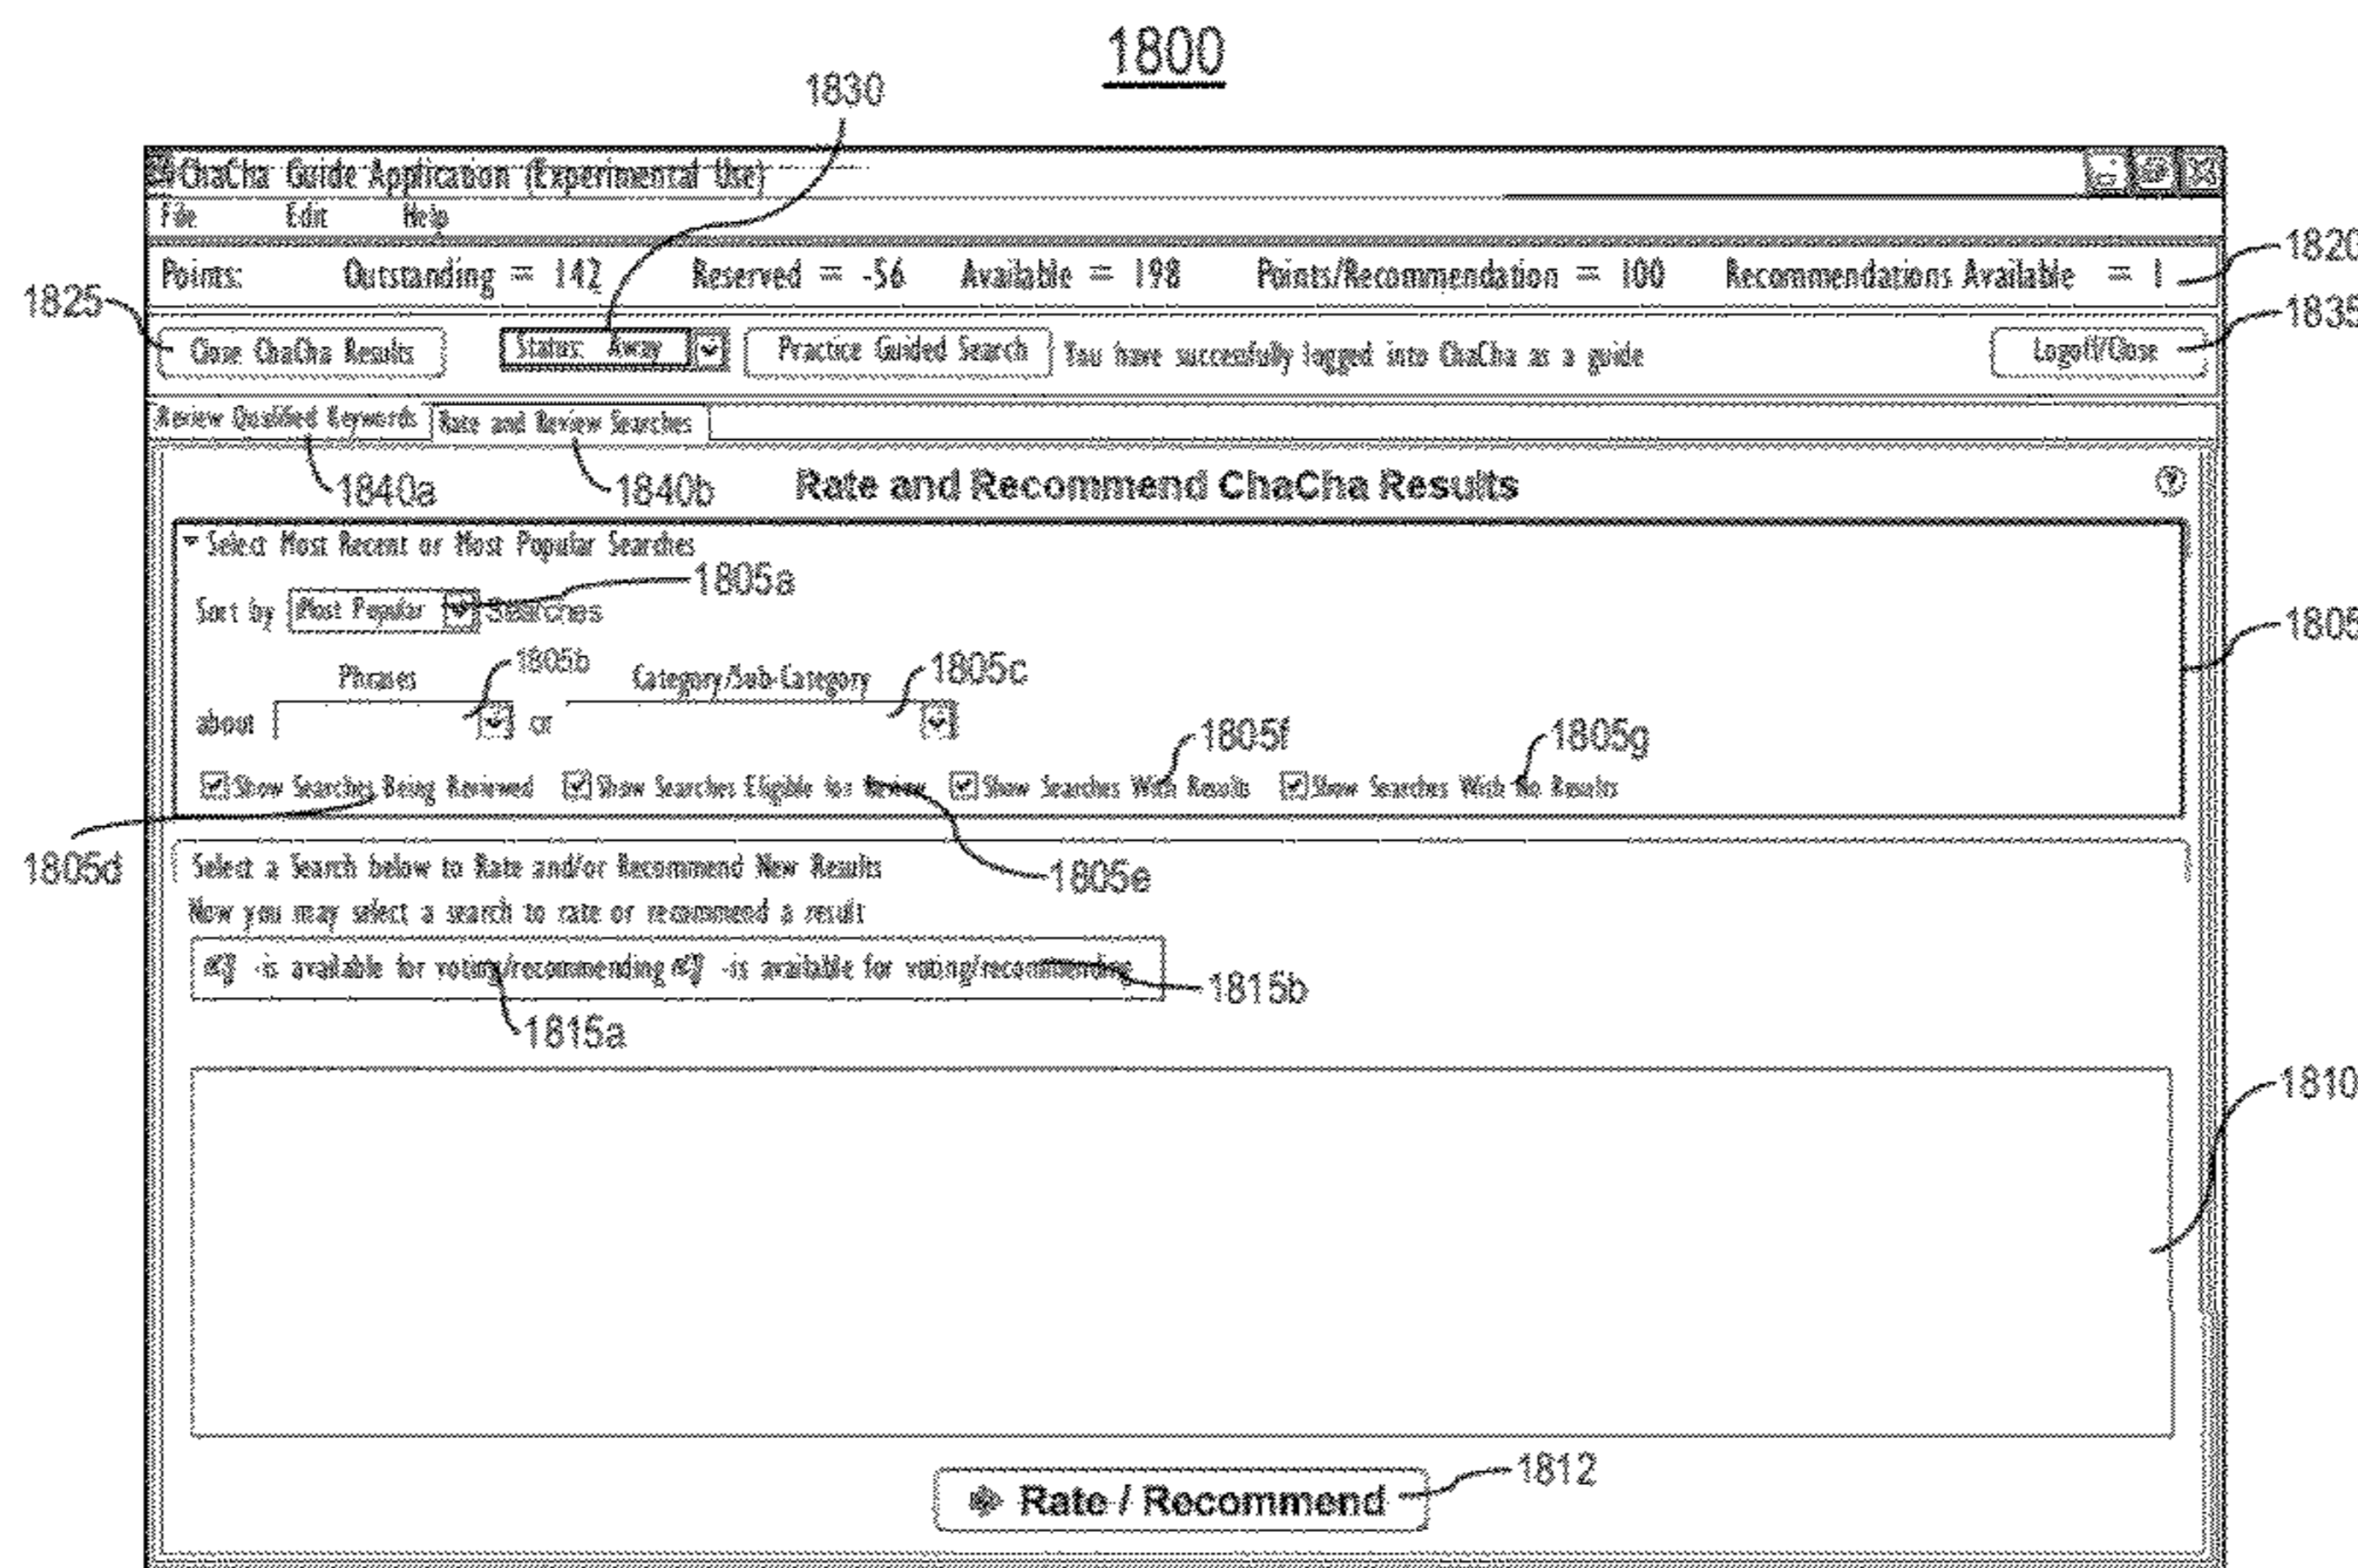 1800
1830
ChaCha Guide Application (Experimental Use)
File Edit Help
Points: Outstanding = 142 Reserved = -56 Available = 198 Points/Recommendation = 100 Recommendations Available = 1
1820
1825
1835
Close ChaCha Results Status: Away Practice Guided Search You have successfully logged into ChaCha as a guide Logoff/Close
Review Qualified Keywords Rate and Review Searches
1840a 1840b Rate and Recommend ChaCha Results ?
Select Most Recent or Most Popular Searches
1805a
Sort by Most Popular Searches
1805
Phrases 1805b Category/Sub-Category 1805c
about or
1805f 1805g
Show Searches Being Reviewed Show Searches Eligible for Review Show Searches With Results Show Searches With No Results
1805d
Select a Search below to Rate and/or Recommend New Results
1805e
Now you may select a search to rate or recommend a result
-is available for voting/recommending -is available for voting/recommending
1815b
1815a
1810
1812
Rate / Recommend